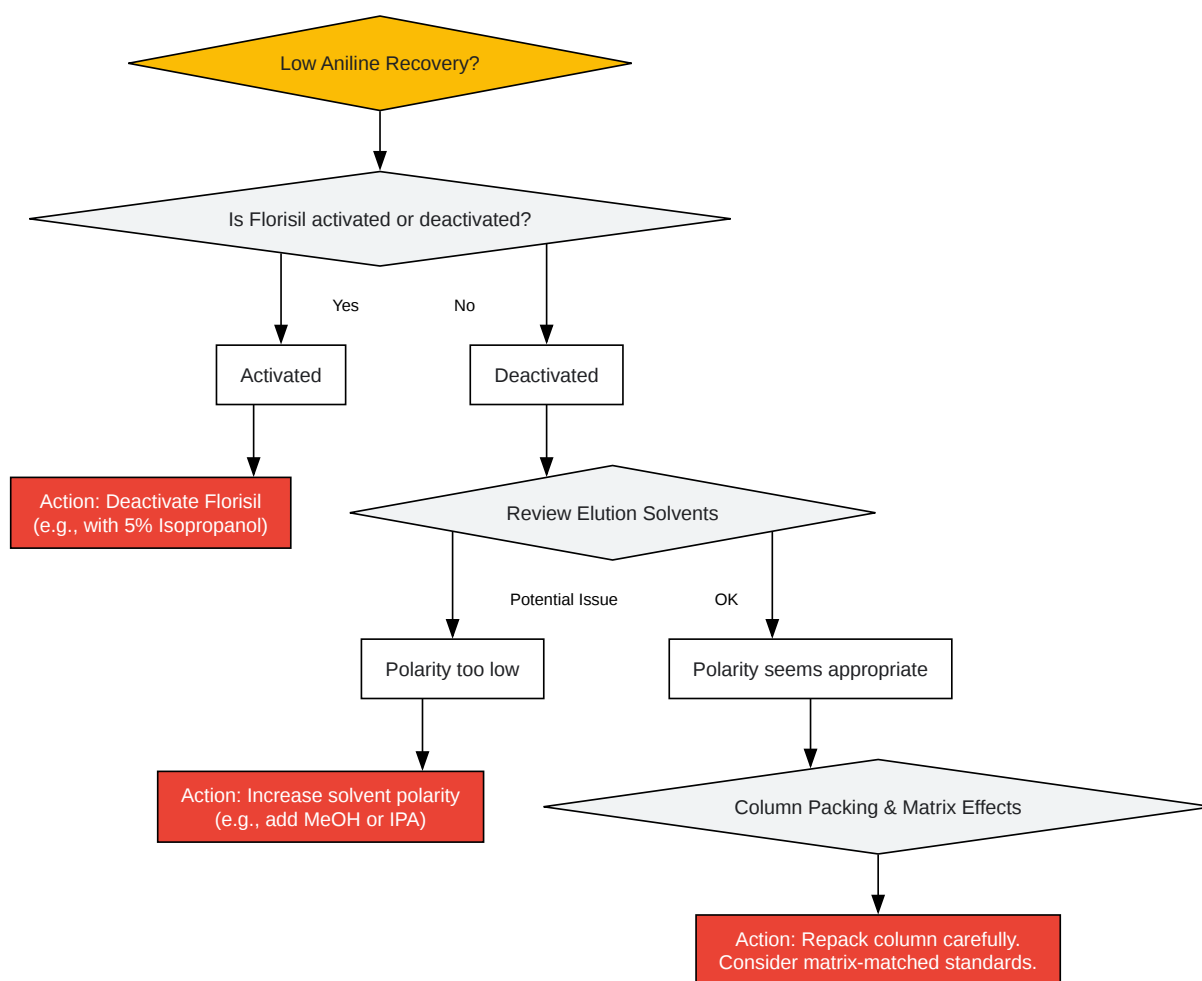 Low Aniline Recovery?
Is Florisil activated or deactivated?
Yes
No
Activated
Deactivated
Action: Deactivate Florisil
(e.g., with 5% Isopropanol)
Review Elution Solvents
Potential Issue
OK
Polarity too low
Polarity seems appropriate
Action: Increase solvent polarity
(e.g., add MeOH or IPA)
Column Packing & Matrix Effects
Action: Repack column carefully.
Consider matrix-matched standards.